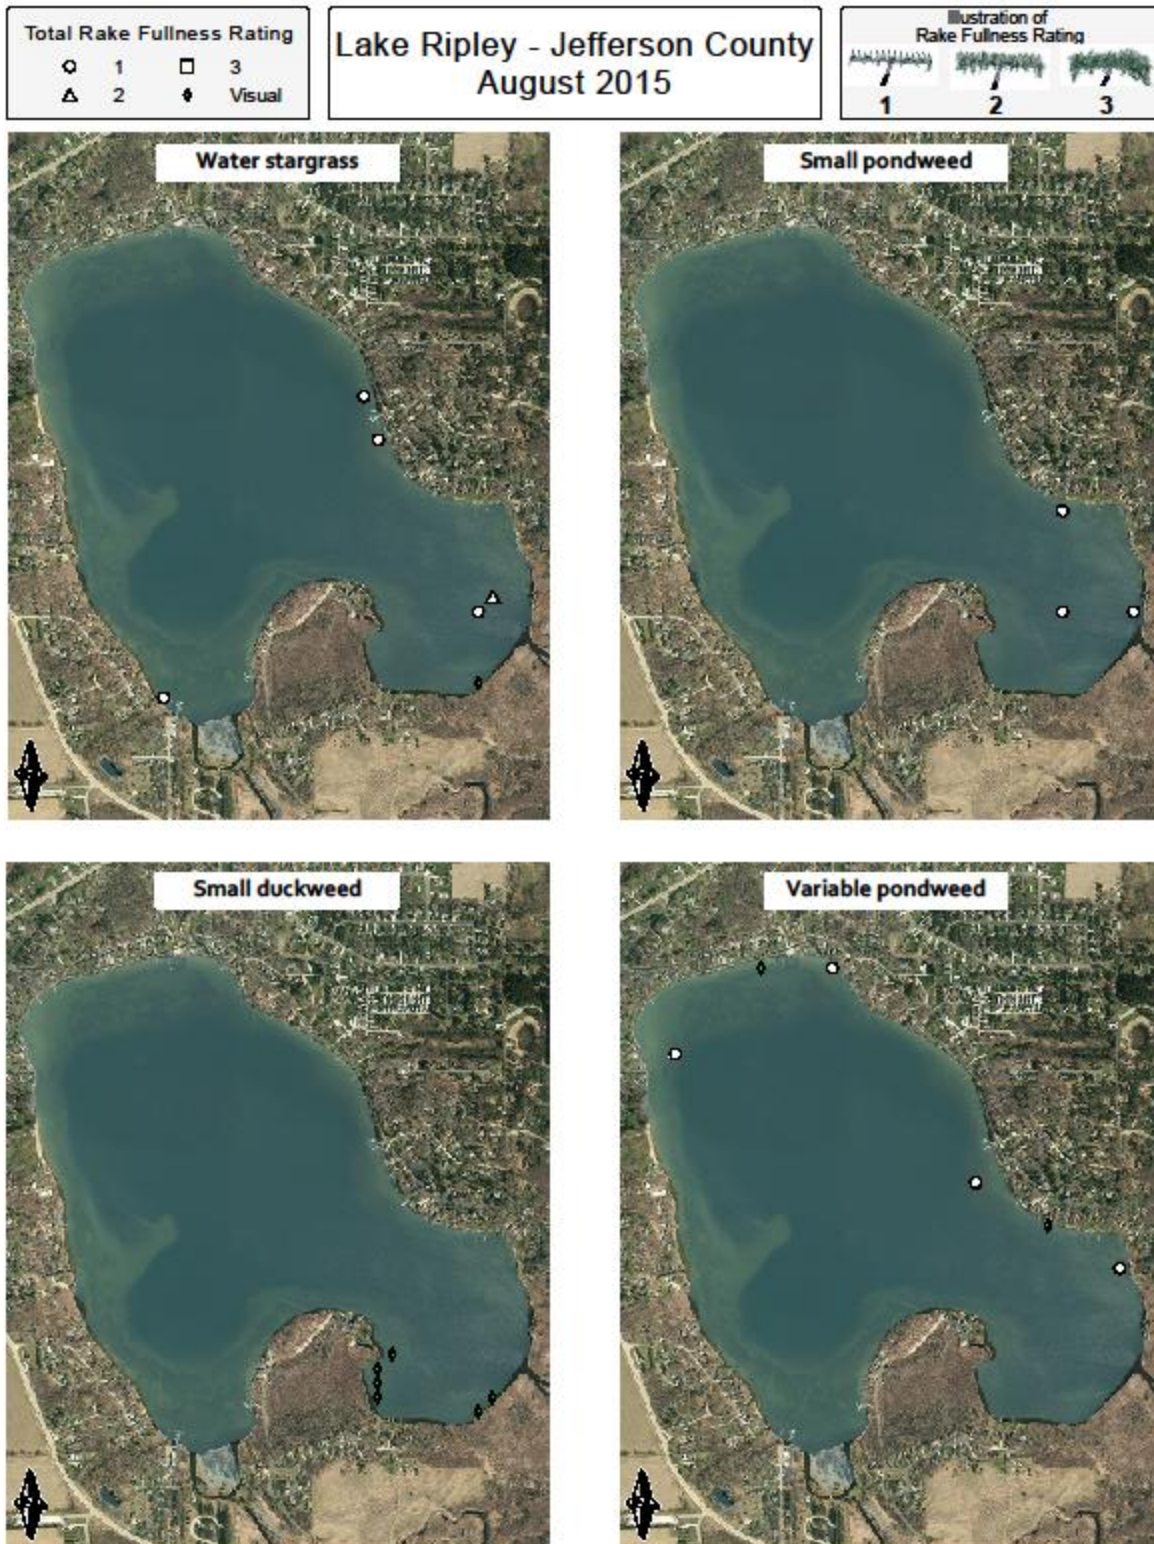 Total Rake Fullness Rating
1
3
2
Visual
Lake Ripley - Jefferson County
August 2015
Illustration of
Rake Fullness Rating
1
2
3
Water stargrass
Small pondweed
Small duckweed
Variable pondweed